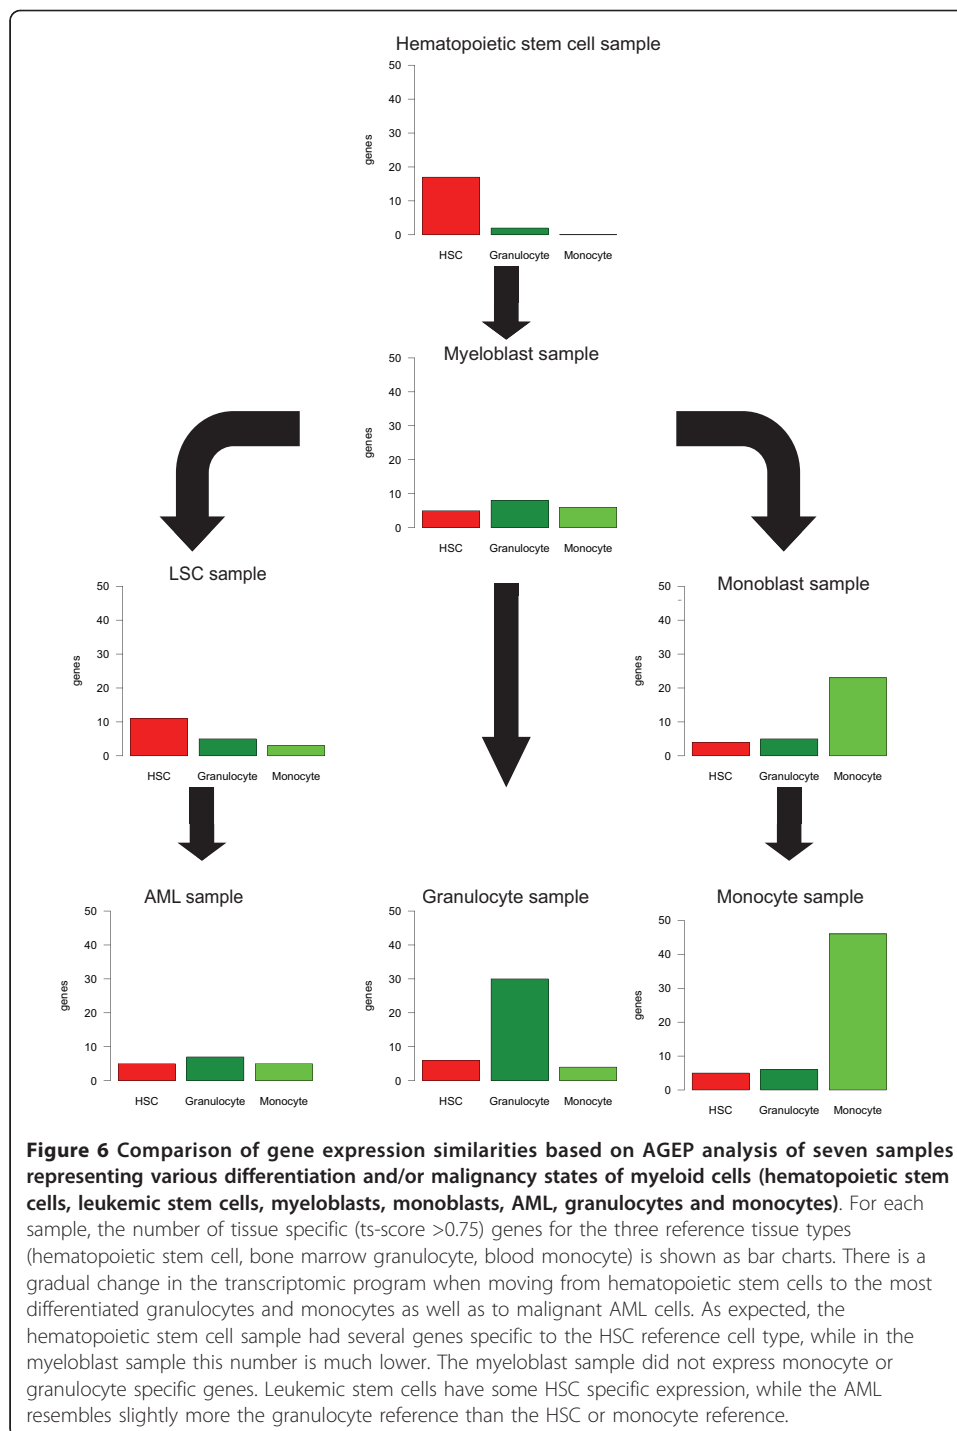 Hematopoietic stem cell sample
50
40
30
20
10
0
genes
HSC Granulocyte Monocyte
Myeloblast sample
50
40
30
20
10
0
genes
HSC Granulocyte Monocyte
LSC sample
50
40
30
20
10
0
genes
HSC Granulocyte Monocyte
Monoblast sample
50
40
30
20
10
0
genes
HSC Granulocyte Monocyte
AML sample
50
40
30
20
10
0
genes
HSC Granulocyte Monocyte
Granulocyte sample
50
40
30
20
10
0
genes
HSC Granulocyte Monocyte
Monocyte sample
50
40
30
20
10
0
genes
HSC Granulocyte Monocyte
Figure 6 Comparison of gene expression similarities based on AGEP analysis of seven samples
representing various differentiation and/or malignancy states of myeloid cells (hematopoietic stem
cells, leukemic stem cells, myeloblasts, monoblasts, AML, granulocytes and monocytes). For each
sample, the number of tissue specific (ts-score >0.75) genes for the three reference tissue types
(hematopoietic stem cell, bone marrow granulocyte, blood monocyte) is shown as bar charts. There is a
gradual change in the transcriptomic program when moving from hematopoietic stem cells to the most
differentiated granulocytes and monocytes as well as to malignant AML cells. As expected, the
hematopoietic stem cell sample had several genes specific to the HSC reference cell type, while in the
myeloblast sample this number is much lower. The myeloblast sample did not express monocyte or
granulocyte specific genes. Leukemic stem cells have some HSC specific expression, while the AML
resembles slightly more the granulocyte reference than the HSC or monocyte reference.